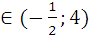 ∈ (−1/2; 4)